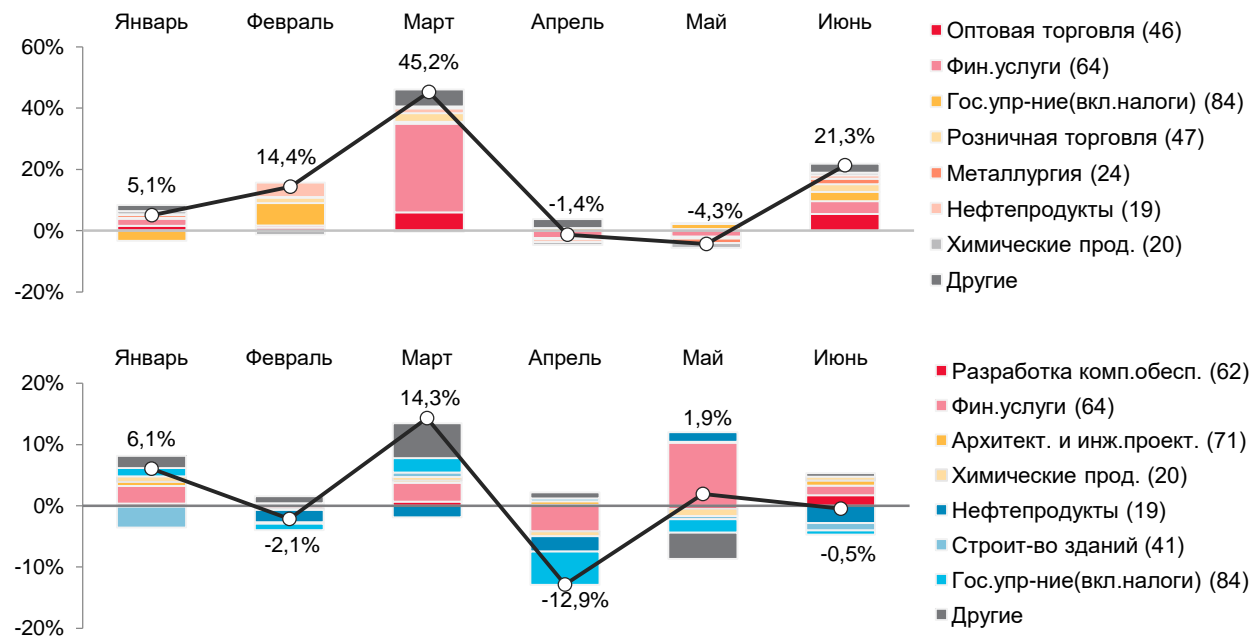 Январь Февраль Март Апрель Май Июнь
60%
40%
20%
0%
-20%
5,1%
14,4%
45,2%
-1,4%
-4,3%
21,3%
Оптовая торговля (46)
Фин.услуги (64)
Гос.упр-ние(вкл.налоги) (84)
Розничная торговля (47)
Металлургия (24)
Нефтепродукты (19)
Химические прод. (20)
Другие
Январь Февраль Март Апрель Май Июнь
20%
10%
0%
-10%
-20%
6,1%
-2,1%
14,3%
-12,9%
1,9%
-0,5%
Разработка комп.обесп. (62)
Фин.услуги (64)
Архитект. и инж.проект. (71)
Химические прод. (20)
Нефтепродукты (19)
Строит-во зданий (41)
Гос.упр-ние(вкл.налоги) (84)
Другие